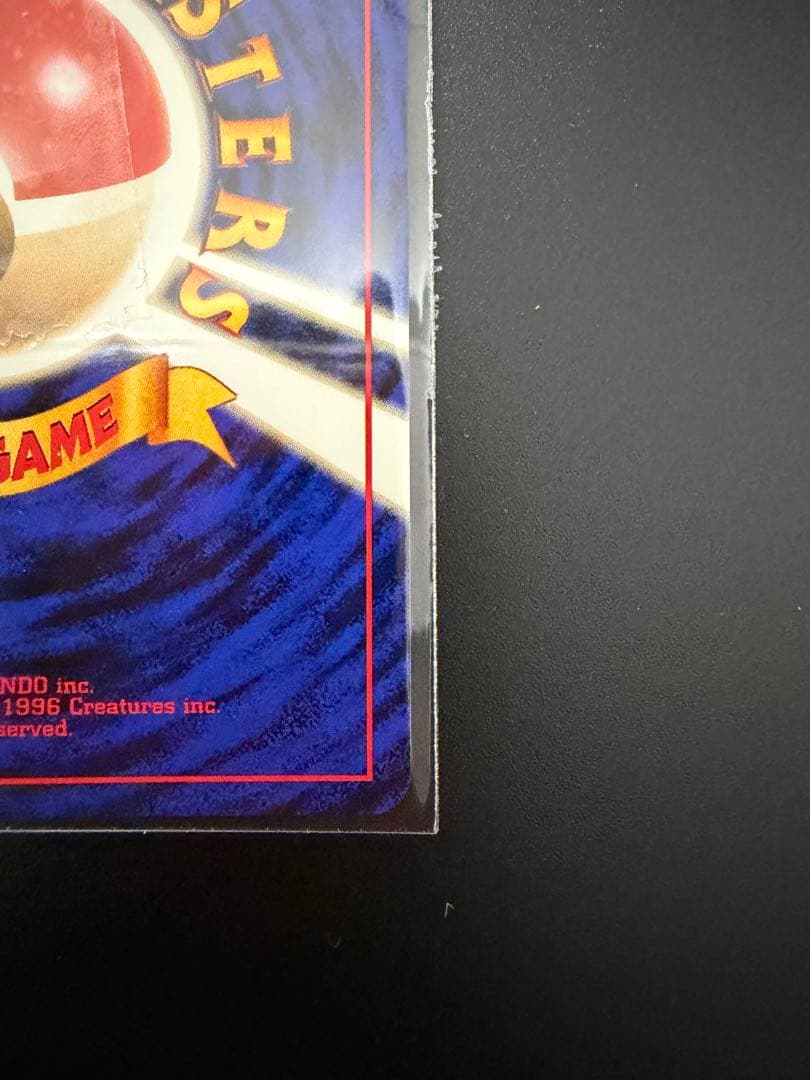 STERS
GAME
NDO inc.
1996 Creatures inc.
served.